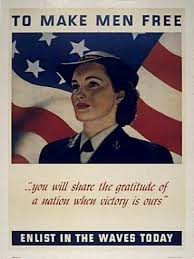 TO MAKE MEN FREE
."you will share the gratitude of
a nation when victory is ours"
ENLIST IN THE WAVES TODAY